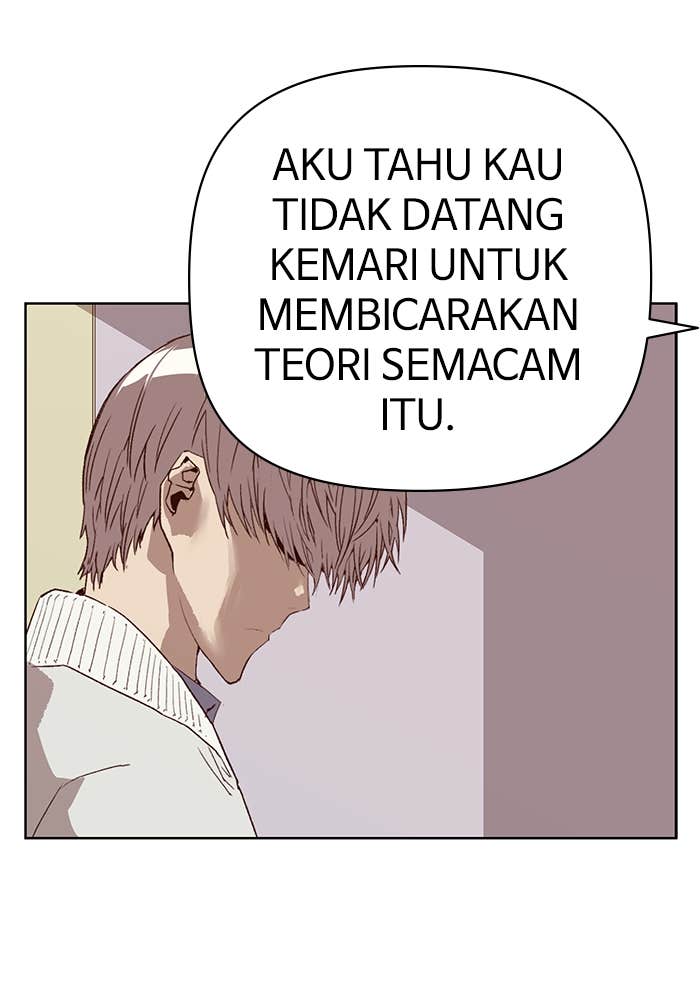 AKU TAHU KAU
TIDAK DATANG
KEMARI UNTUK
MEMBICARAKAN
TEORI SEMACAM
ITU.